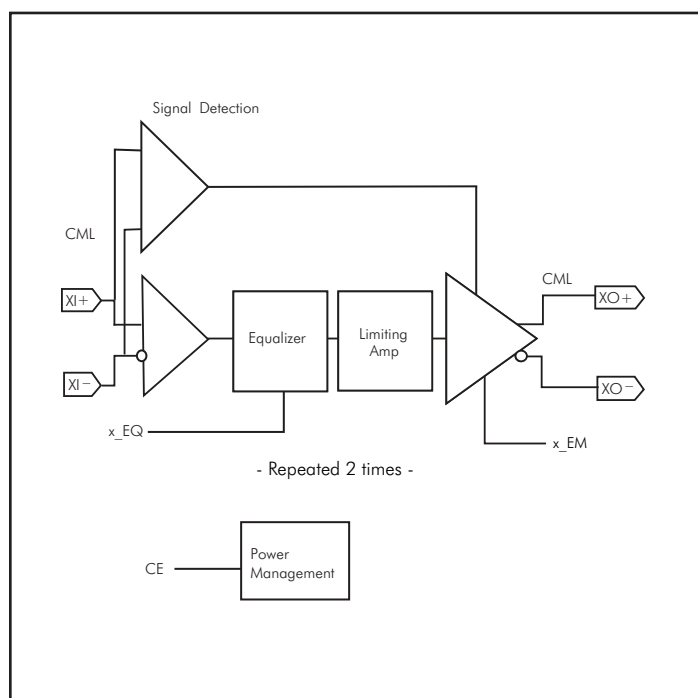 Signal Detection
CML
XI+
XI−
Equalizer
Limiting
Amp
CML
XO+
XO−
x_EQ
x_EM
- Repeated 2 times -
CE
Power
Management